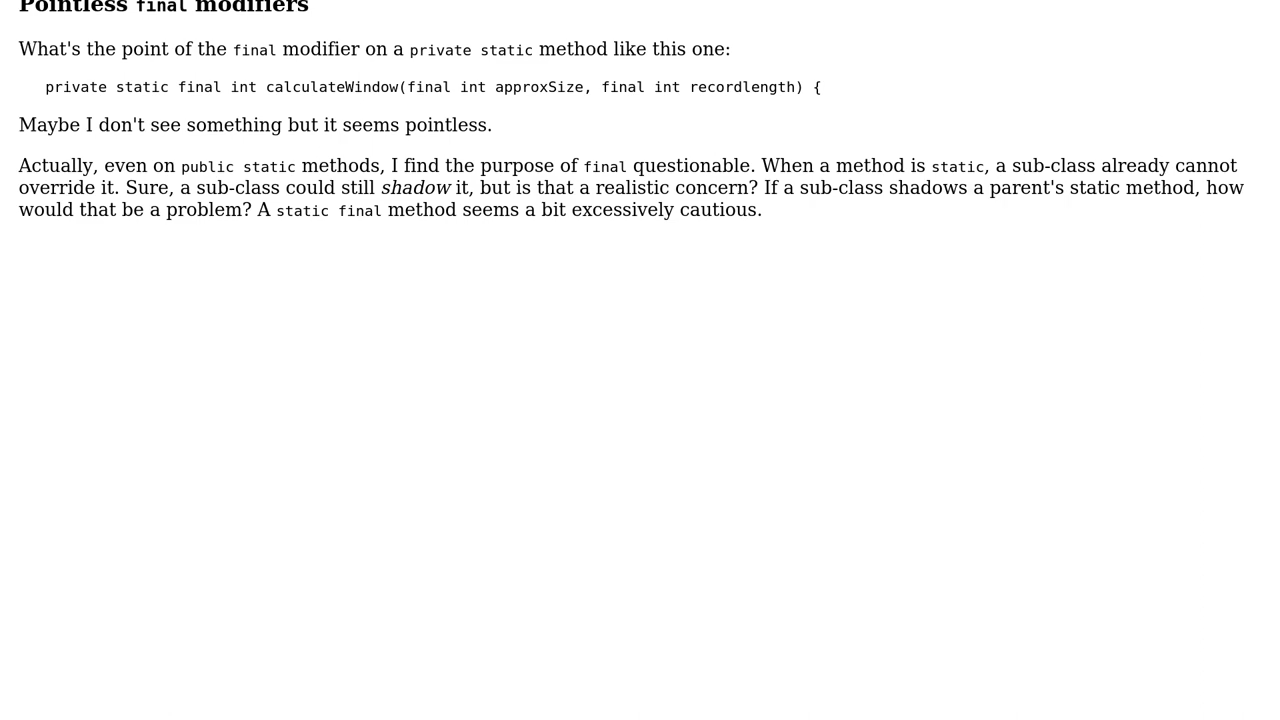 Pointless final modifiers
What's the point of the final modifier on a private static method like this one:
private static final int calculateWindow(final int approxSize, final int recordlength) {
Maybe I don't see something but it seems pointless.
Actually, even on public static methods, I find the purpose of final questionable. When a method is static, a sub-class already cannot
override it. Sure, a sub-class could still shadow it, but is that a realistic concern? If a sub-class shadows a parent's static method, how
would that be a problem? A static final method seems a bit excessively cautious.